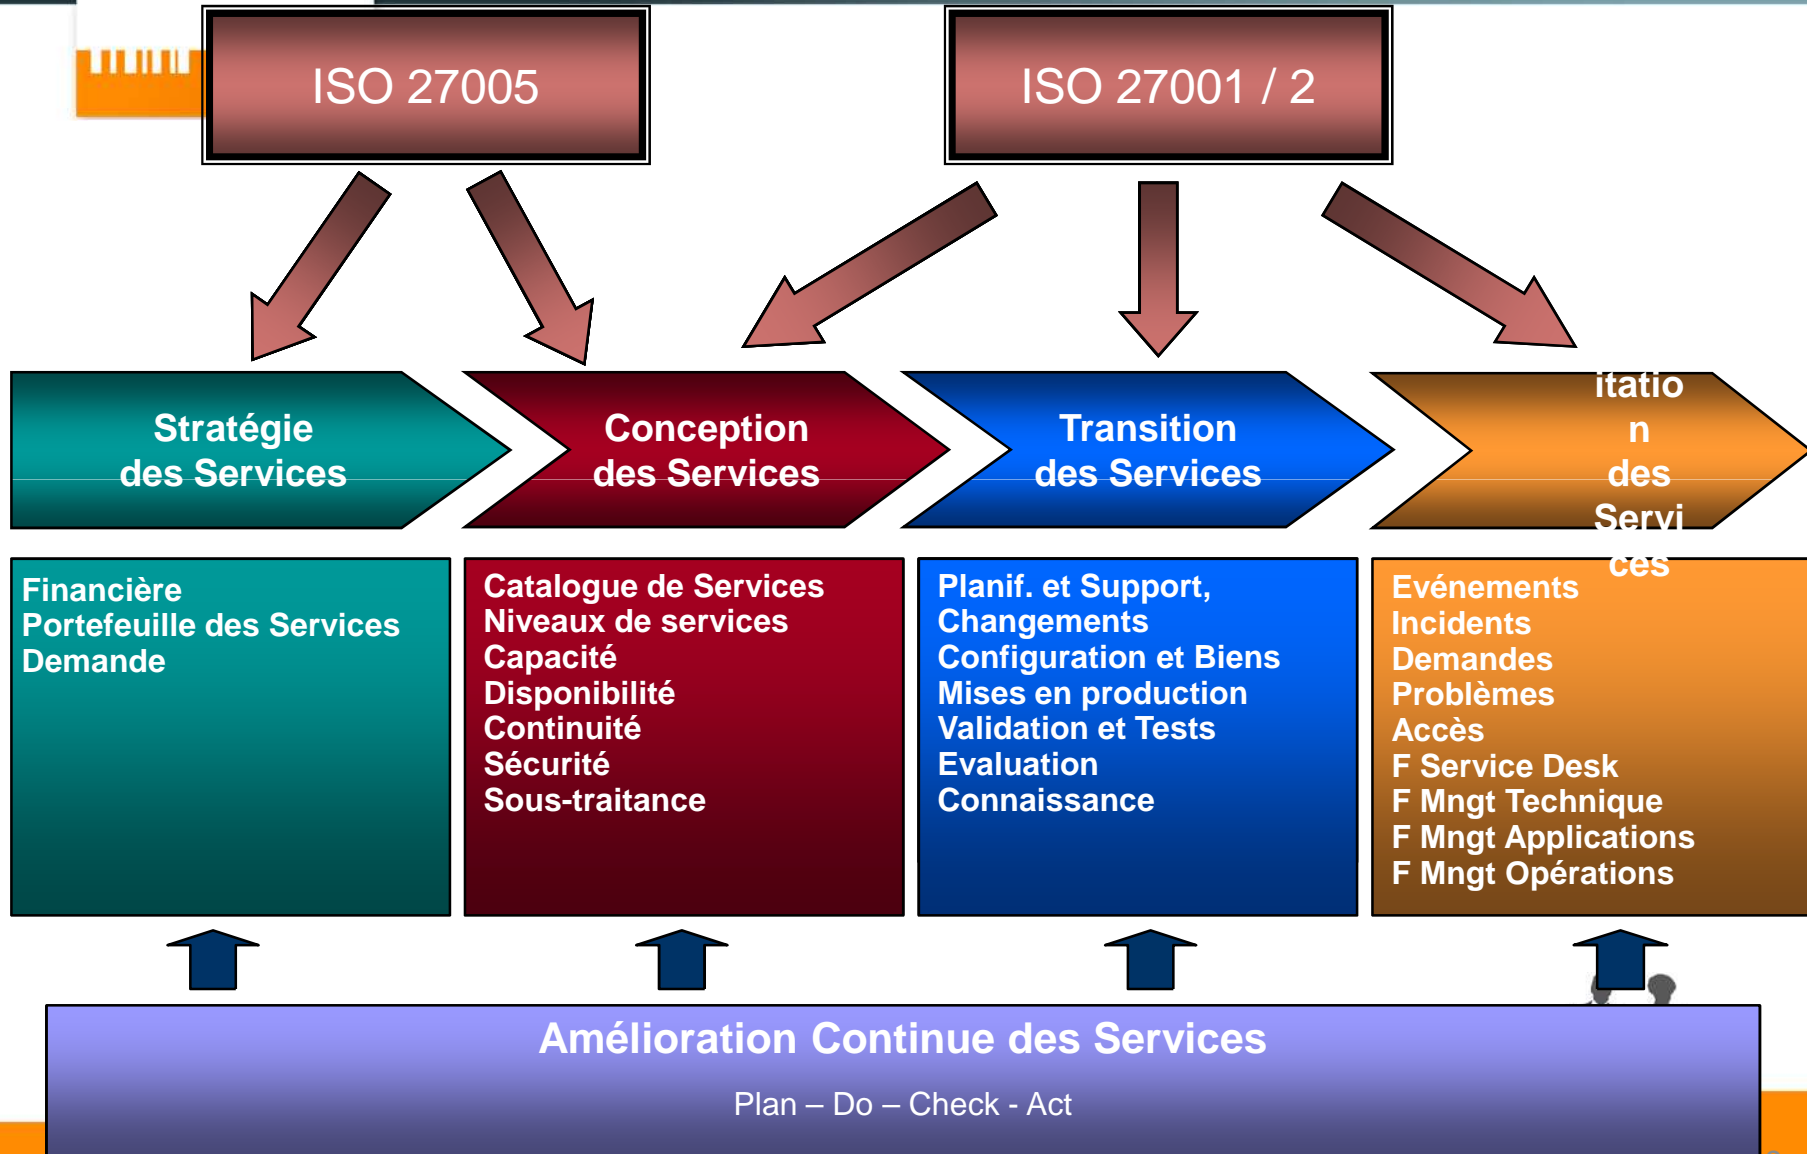 ISO 27005
ISO 27001 / 2
Stratégie
des Services
Conception
des Services
Transition
des Services
itatio
n
des
Servi
ces
Financière
Portefeuille des Services
Demande
Catalogue de Services
Niveaux de services
Capacité
Disponibilité
Continuité
Sécurité
Sous-traitance
Planif. et Support,
Changements
Configuration et Biens
Mises en production
Validation et Tests
Evaluation
Connaissance
Evénements
Incidents
Demandes
Problèmes
Accès
F Service Desk
F Mngt Technique
F Mngt Applications
F Mngt Opérations
Amélioration Continue des Services
Plan – Do – Check - Act